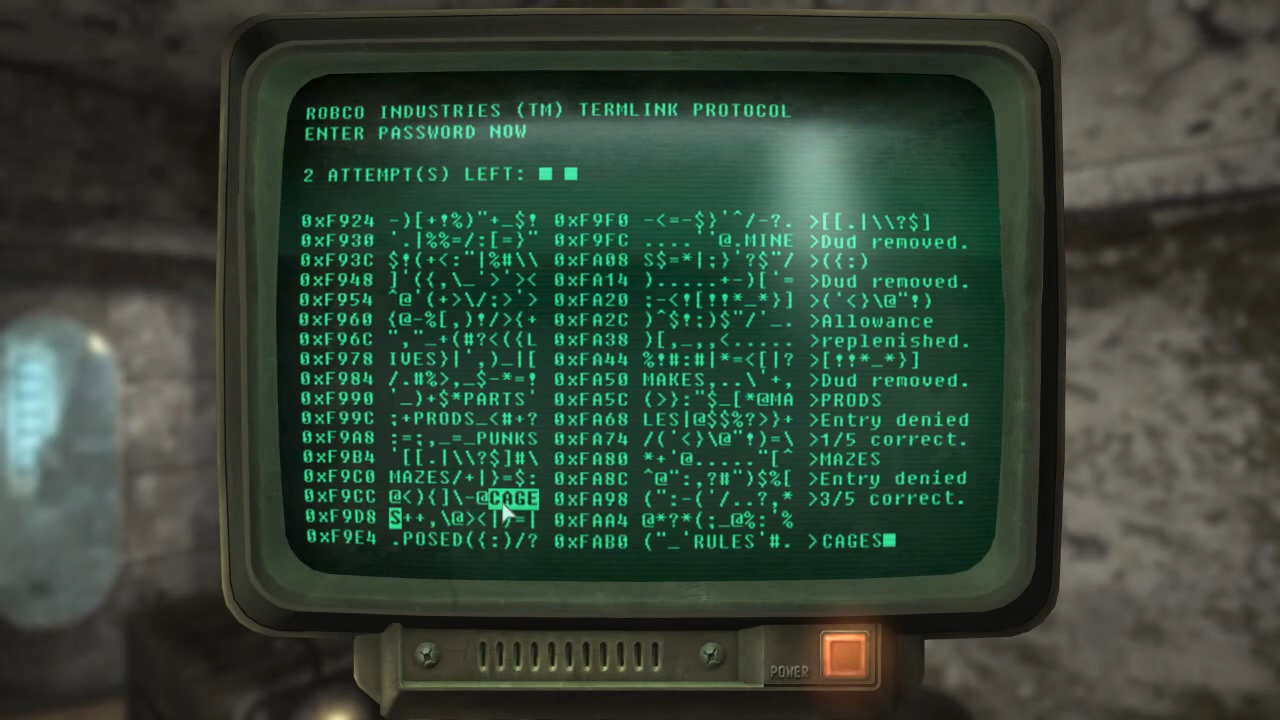 ROBCO INDUSTRIES (TM) TERMLINK PROTOCOL
ENTER PASSWORD NOW
2 ATTEMPT(S) LEFT: ■ ■
0xF924 -)[+!%)"+_$! 0xF9F0 -<=-$}'^/-?. >[[.|\\?$]
0xF930 '.|%%=/:[=}" 0xF9FC ....''@.MINE >Dud removed.
0xF93C $!(+<:"|%#\\ 0xFA08 S$=*|;}'?$"/ >({:)
0xF948 ]'({,\_'>'>< 0xFA14 ).....+-)['= >Dud removed.
0xF954 ^@'(+>\/;>'> 0xFA20 ;-<![!!*_*}] >('<}\@"!)
0xF960 {@-%[,)!/>{+ 0xFA2C )^$!:)$"/'_. >Allowance
0xF96C ","_+(#?<({L 0xFA38 )[,_,,<..... >replenished.
0xF978 IVES}|',)_|[ 0xFA44 %!#:#|*=<[|? >[!!*_*}]
0xF984 /.#%>,_$-*=! 0xFA50 MAKES,..\'+, >Dud removed.
0xF990 '_)+$*PARTS' 0xFA5C (>}:"$_[*@MA >PRODS
0xF99C ;+PRODS_<#+? 0xFA68 LES|@$$%?>}+ >Entry denied
0xF9A8 :=;,_=_PUNKS 0xFA74 /('<}\@"!)=\ >1/5 correct.
0xF9B4 '[[.|\\?$]#\ 0xFA80 *+'@....."[^ >MAZES
0xF9C0 MAZES/+|}=$: 0xFA8C ^@":,?#")$%[ >Entry denied
0xF9CC @<){]\-@CAGE 0xFA98 (":-('/..?,* >3/5 correct.
0xF9D8 S++,\@><| =| 0xFAA4 @*?*(;_@%:'%
0xF9E4 .POSED({:)/? 0xFAB0 ("_'RULES'#. >CAGES■
POWER